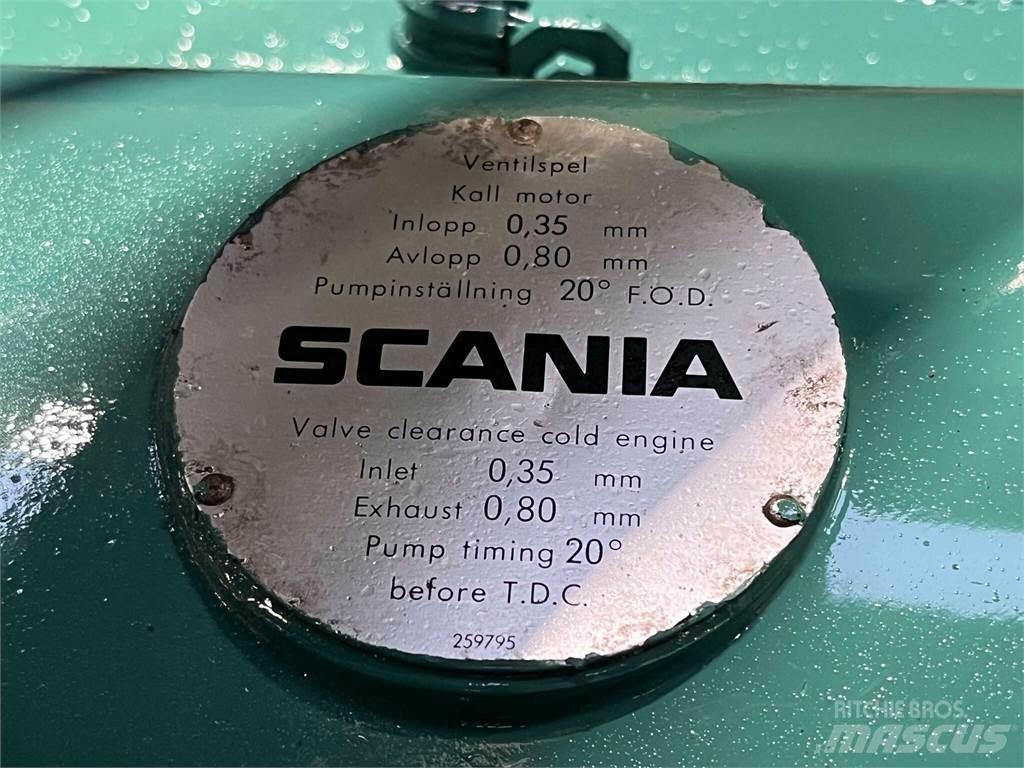 Ventilspel
Kall motor
Inlopp 0,35 mm
Avlopp 0,80 mm
Pumpinställning 20° F.Ö.D.
SCANIA
Valve clearance cold engine
Inlet 0,35 mm
Exhaust 0,80 mm
Pump timing 20°
before T.D.C.
259795
RITCHIE BROS.
MASCUS